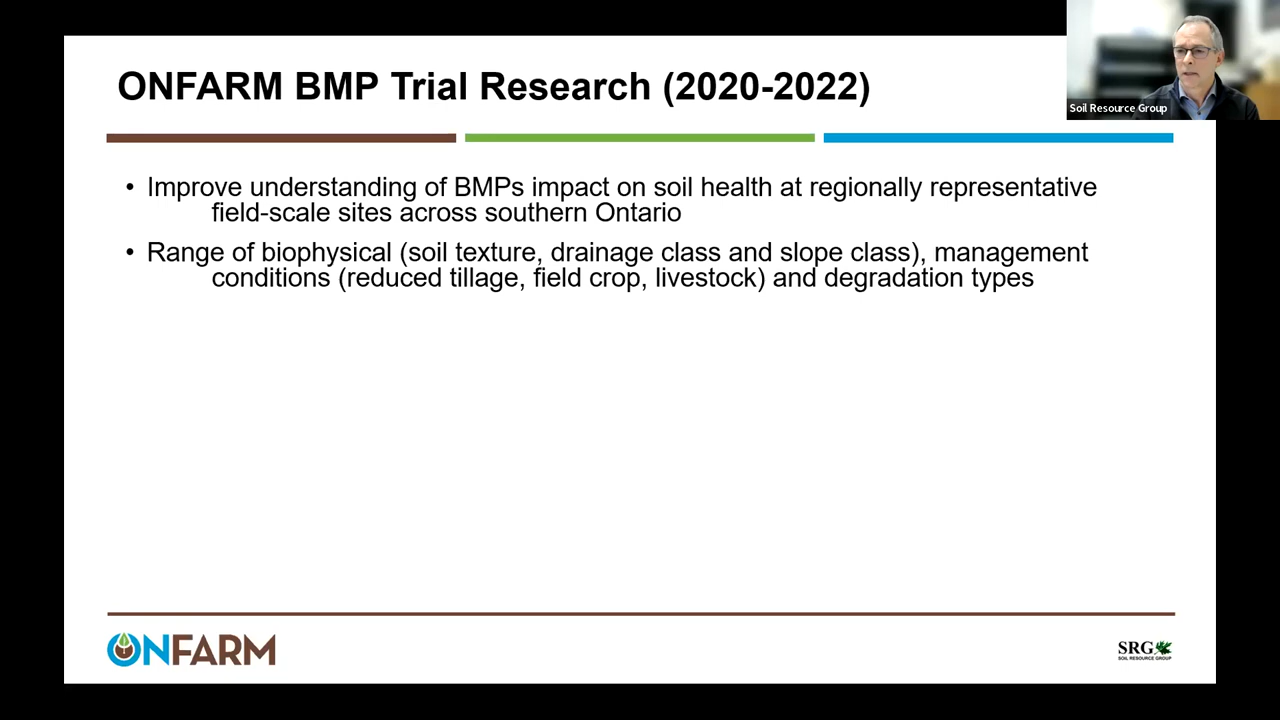 ONFARM BMP Trial Research (2020-2022)
Soil Resource Group
• Improve understanding of BMPs impact on soil health at regionally representative
field-scale sites across southern Ontario
• Range of biophysical (soil texture, drainage class and slope class), management
conditions (reduced tillage, field crop, livestock) and degradation types
ONFARM
SRG
SOIL RESOURCE GROUP